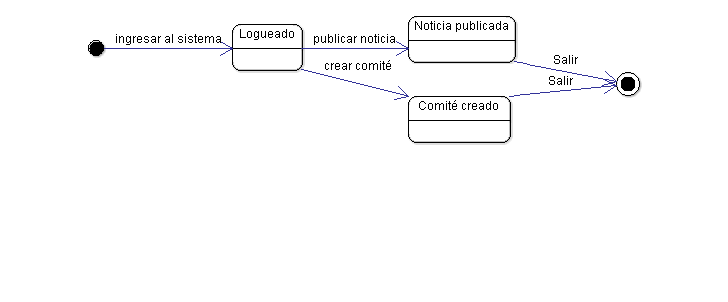 ingresar al sistema
Logueado
publicar noticia
Noticia publicada
crear comité
Salir
Comité creado
Salir